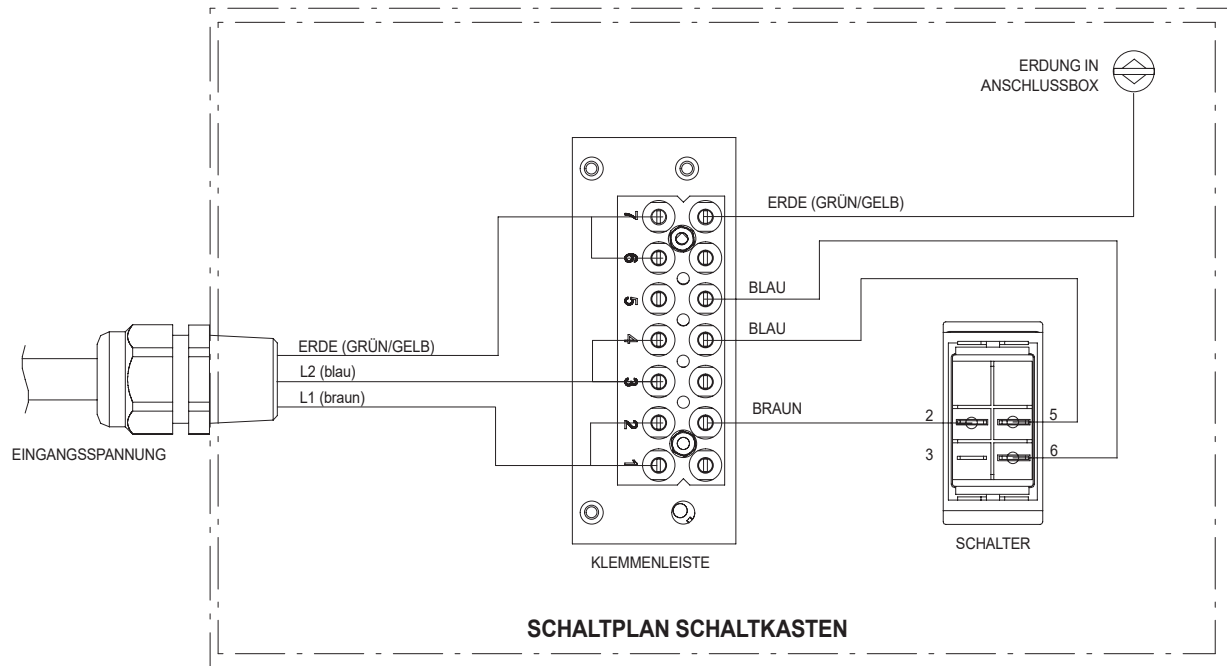 ERDUNG IN
ANSCHLUSSBOX
ERDE (GRÜN/GELB)
7
6
5
4
3
2
1
BLAU
BLAU
BRAUN
ERDE (GRÜN/GELB)
L2 (blau)
L1 (braun)
EINGANGSSPANNUNG
2
5
3
6
KLEMMENLEISTE
SCHALTER
SCHALTPLAN SCHALTKASTEN